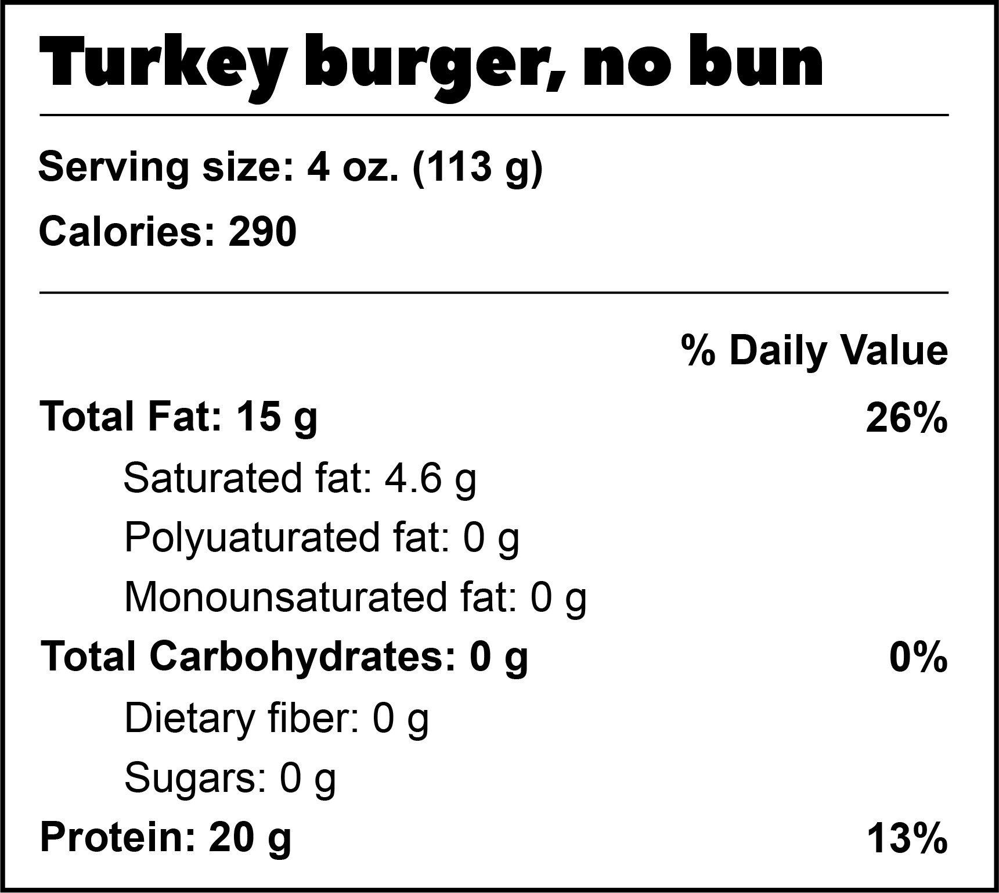 Turkey burger, no bun
Serving size: 4 oz. (113 g)
Calories: 290
% Daily Value
Total Fat: 15 g 26%
Saturated fat: 4.6 g
Polyuaturated fat: 0 g
Monounsaturated fat: 0 g
Total Carbohydrates: 0 g 0%
Dietary fiber: 0 g
Sugars: 0 g
Protein: 20 g 13%